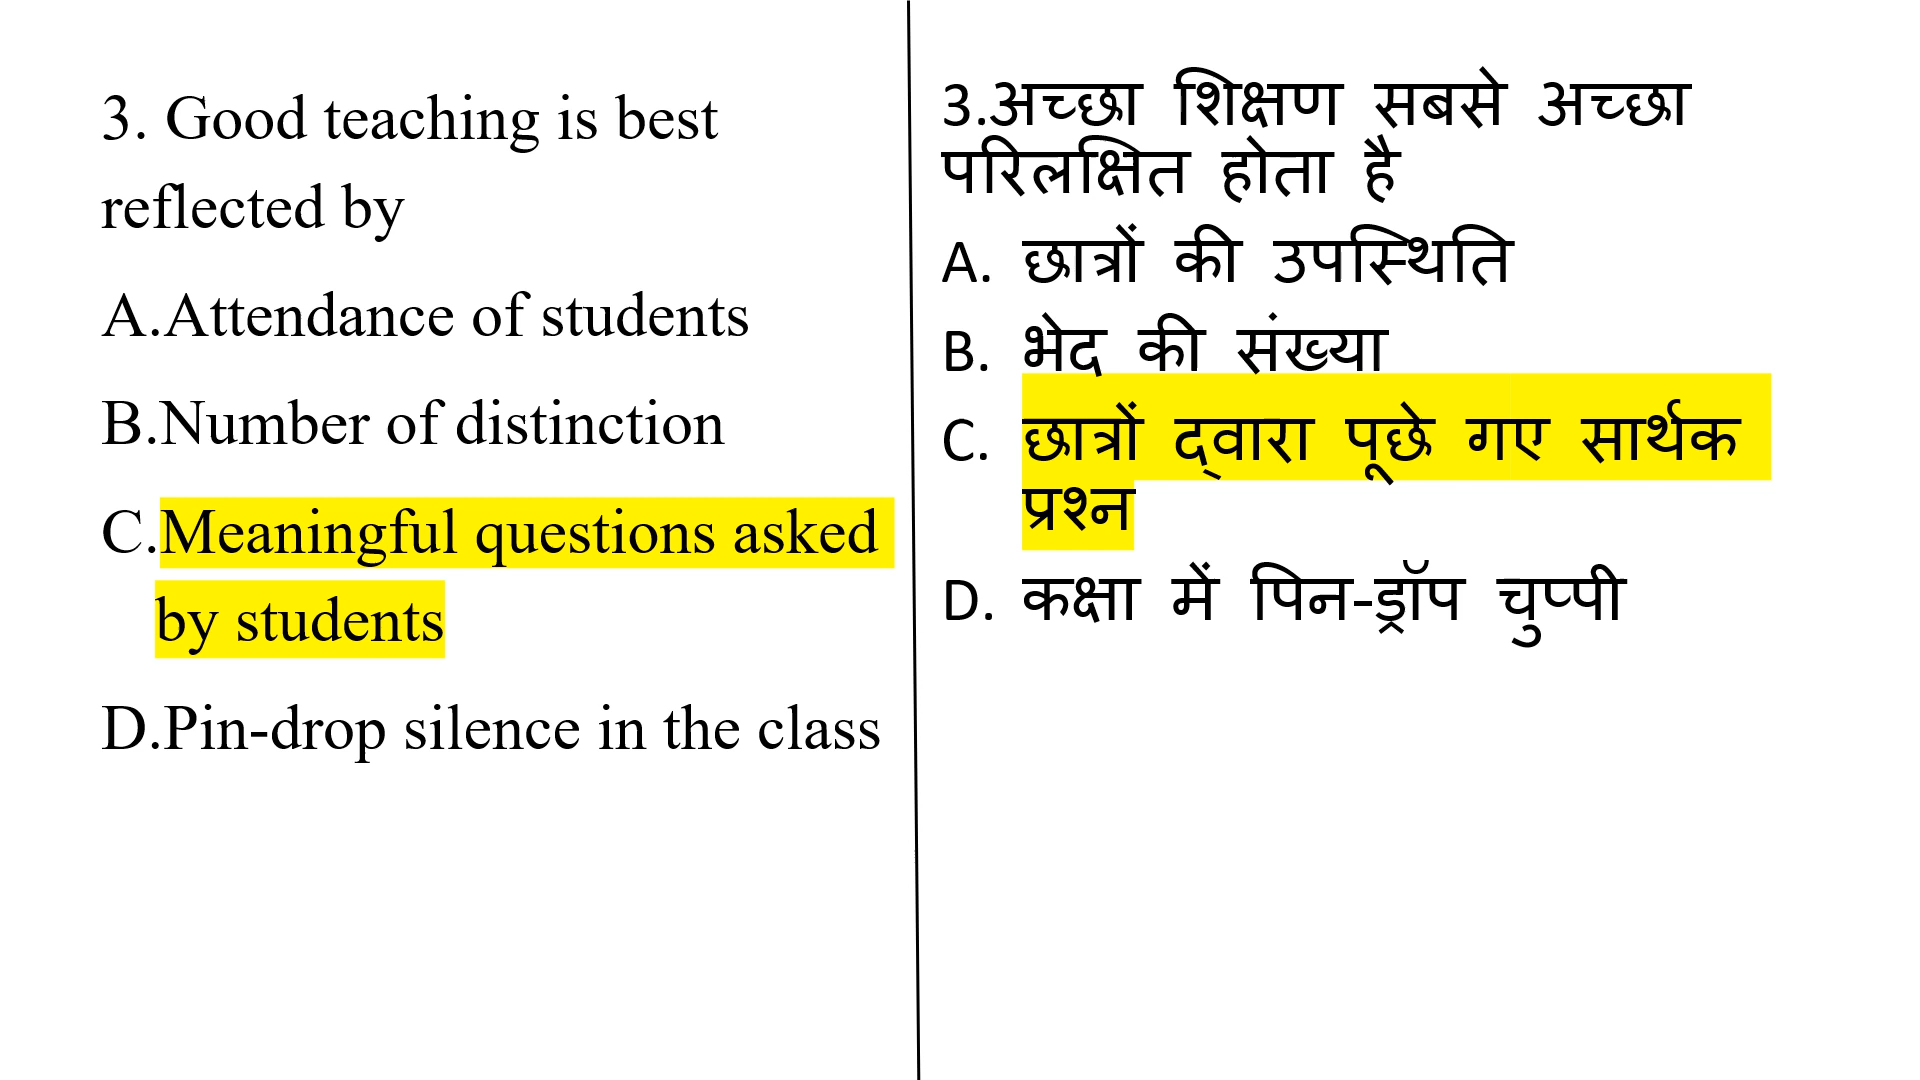 3. Good teaching is best
reflected by
A.Attendance of students
B.Number of distinction
C.Meaningful questions asked
by students
D.Pin-drop silence in the class
3.अच्छा शिक्षण सबसे अच्छा
परिलक्षित होता है
A. छात्रों की उपस्थिति
B. भेद की संख्या
C. छात्रों द्वारा पूछे गए सार्थक
प्रश्न
D. कक्षा में पिन-ड्रॉप चुप्पी